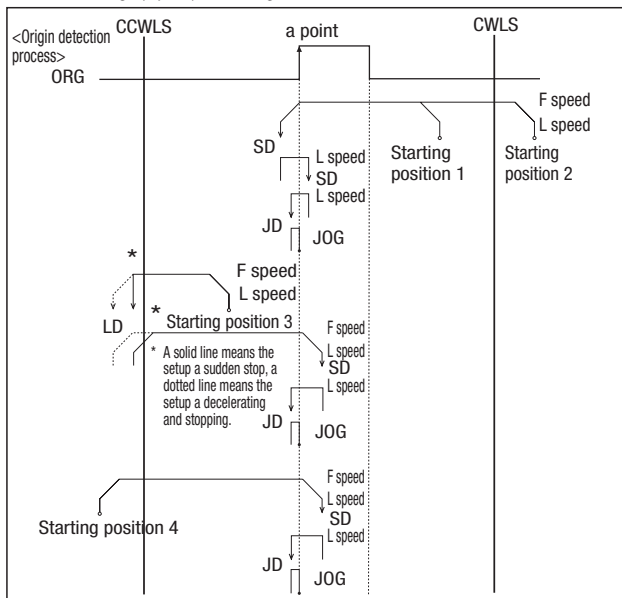 CCWLS
a point
CWLS
<Origin detection
process>
ORG
F speed
L speed
SD
Starting
position 1
Starting
position 2
L speed
SD
L speed
JD
JOG
*
F speed
L speed
*
LD
Starting position 3
F speed
L speed
SD
* A solid line means the
setup a sudden stop, a
dotted line means the
setup a decelerating
and stopping.
L speed
JD
JOG
F speed
L speed
SD
Starting position 4
L speed
JD
JOG